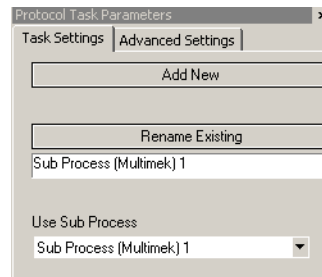 Protocol Task Parameters
Task Settings Advanced Settings
Add New
Rename Existing
Sub Process (Multimek) 1
Use Sub Process
Sub Process (Multimek) 1